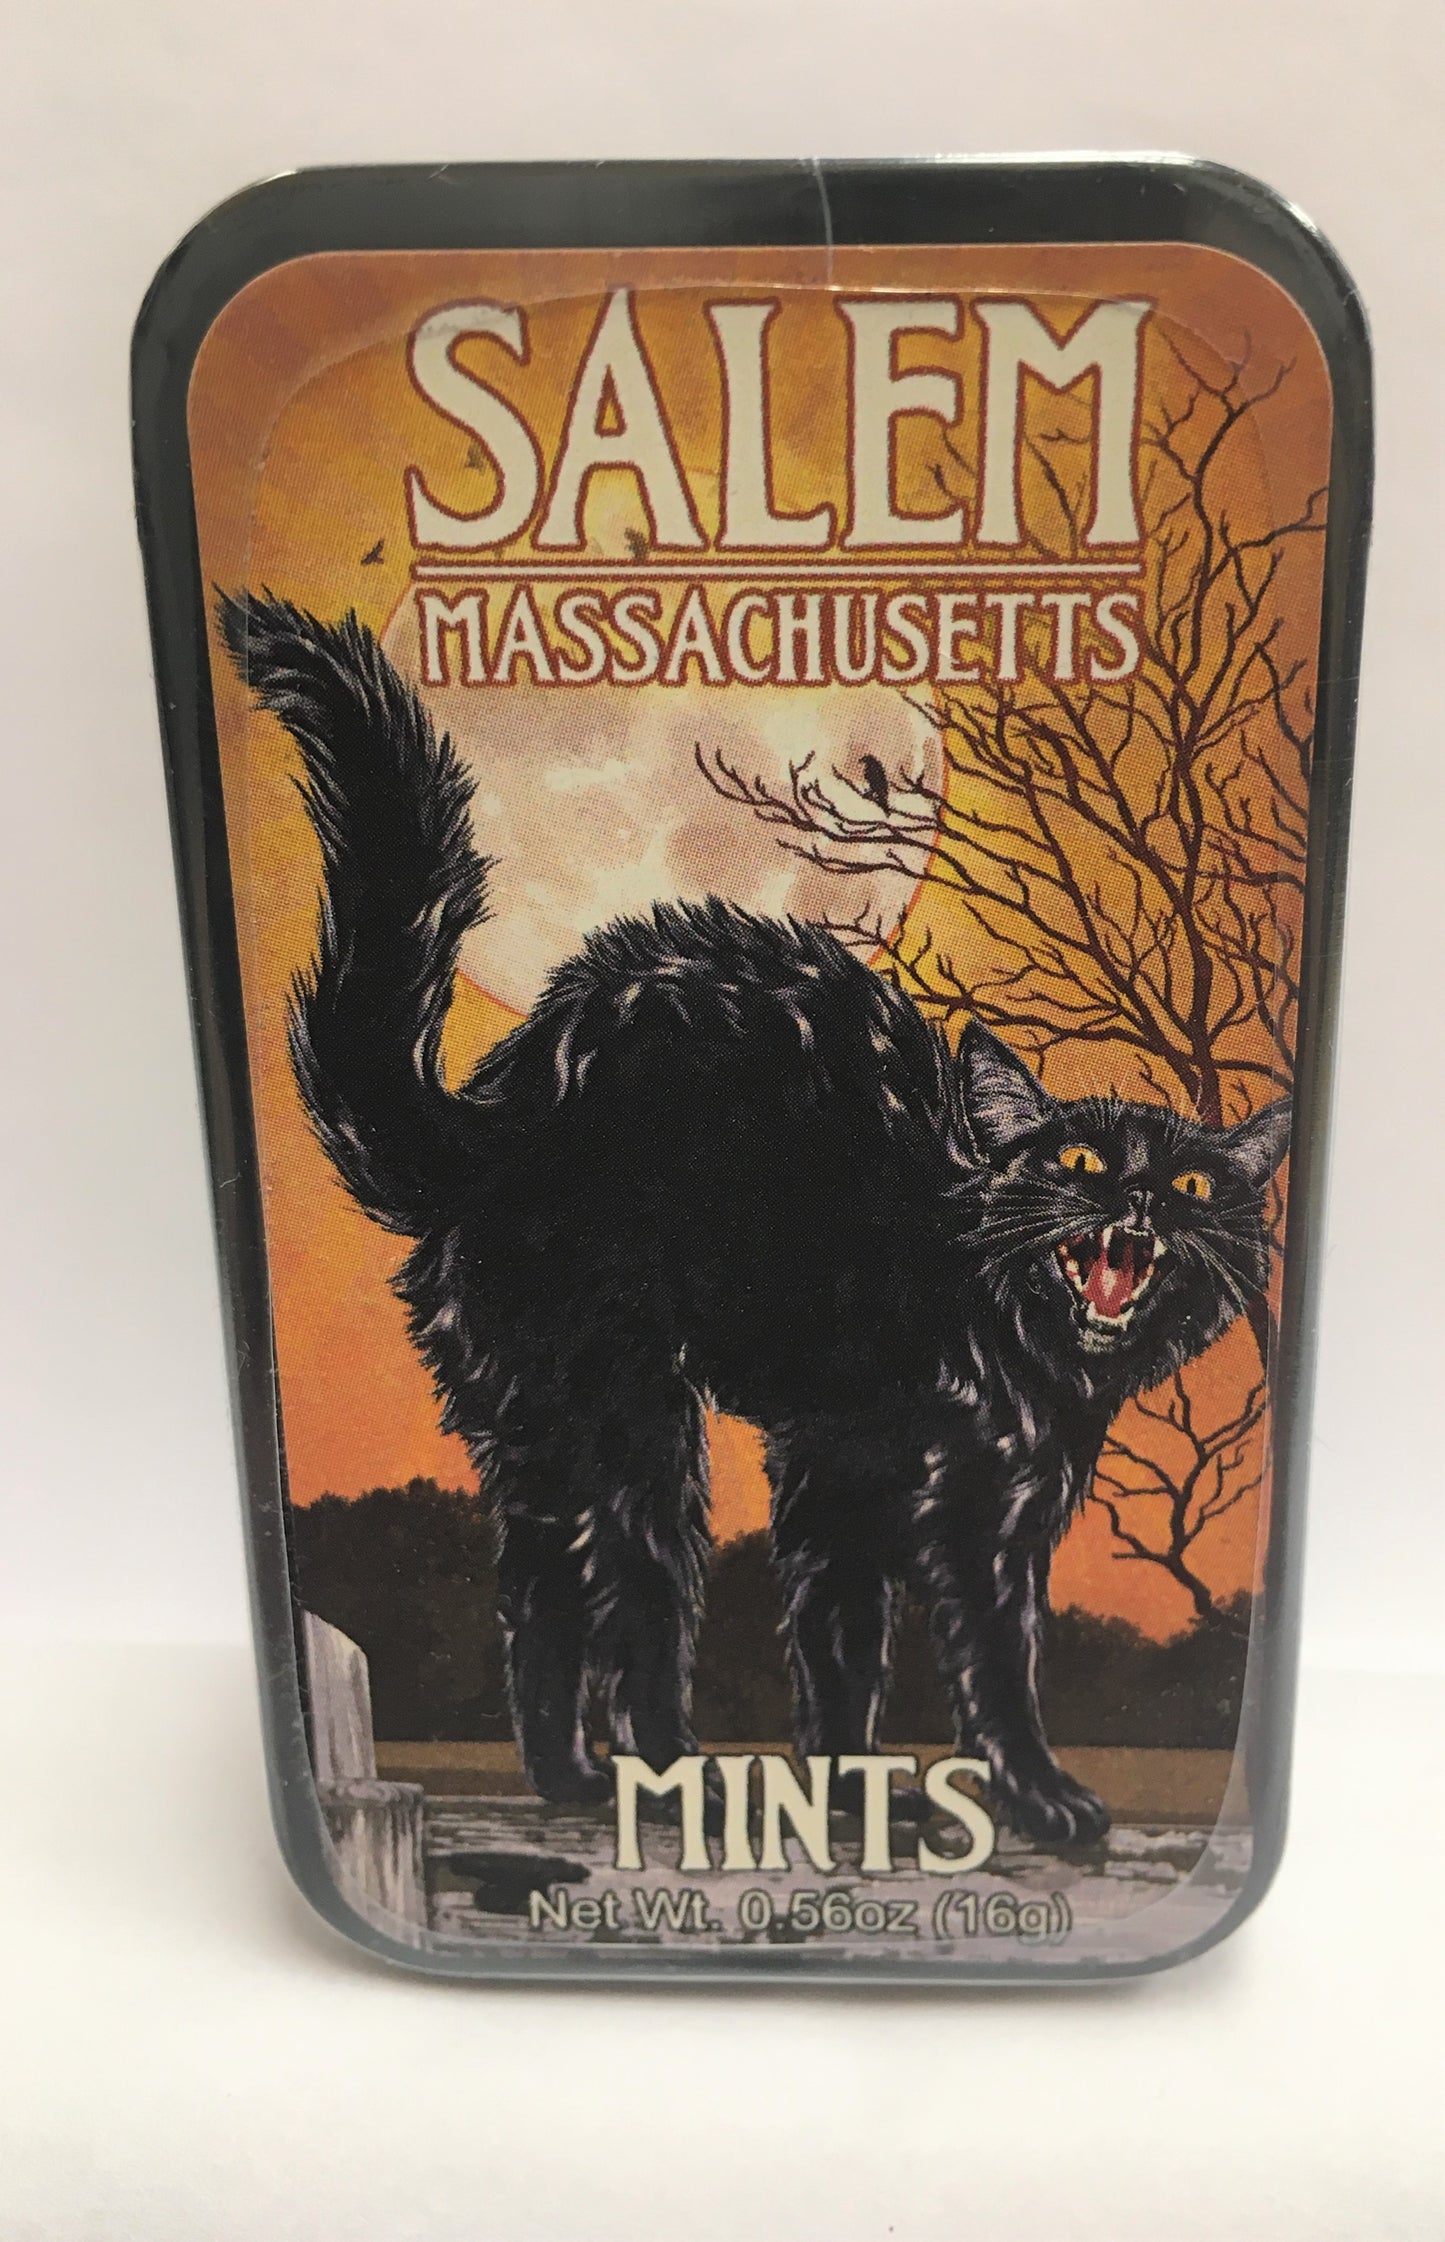 SALEM
MASSACHUSETTS
MINTS
Net Wt. 0.56oz (16g)